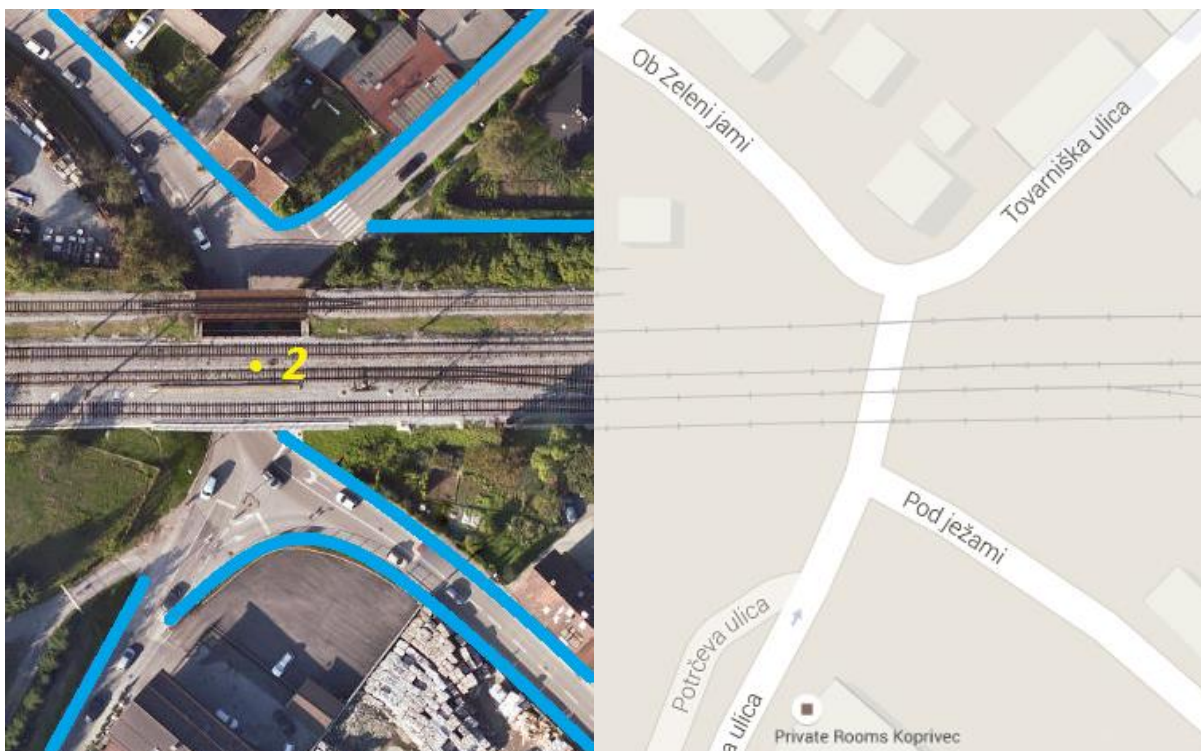 2
Ob Zeleni jami
Tovarniška ulica
Pod ježami
Potrčeva ulica
a ulica
Private Rooms Koprivec